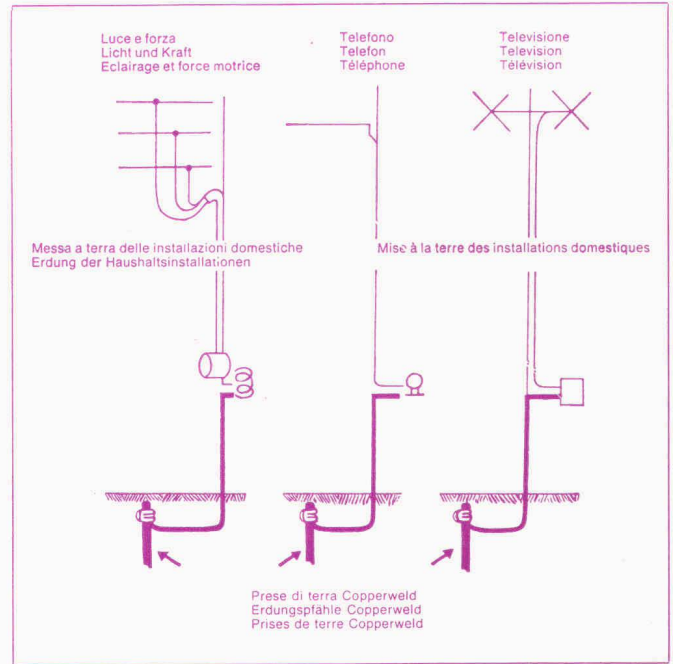 Luce e forza
Licht und Kraft
Eclairage et force motrice
Telefono
Telefon
Téléphone
Televisione
Television
Télévision
Messa a terra delle installazioni domestiche
Erdung der Haushaltsinstallationen
Mise à la terre des installations domestiques
Prese di terra Copperweld
Erdungspfähle Copperweld
Prises de terre Copperweld